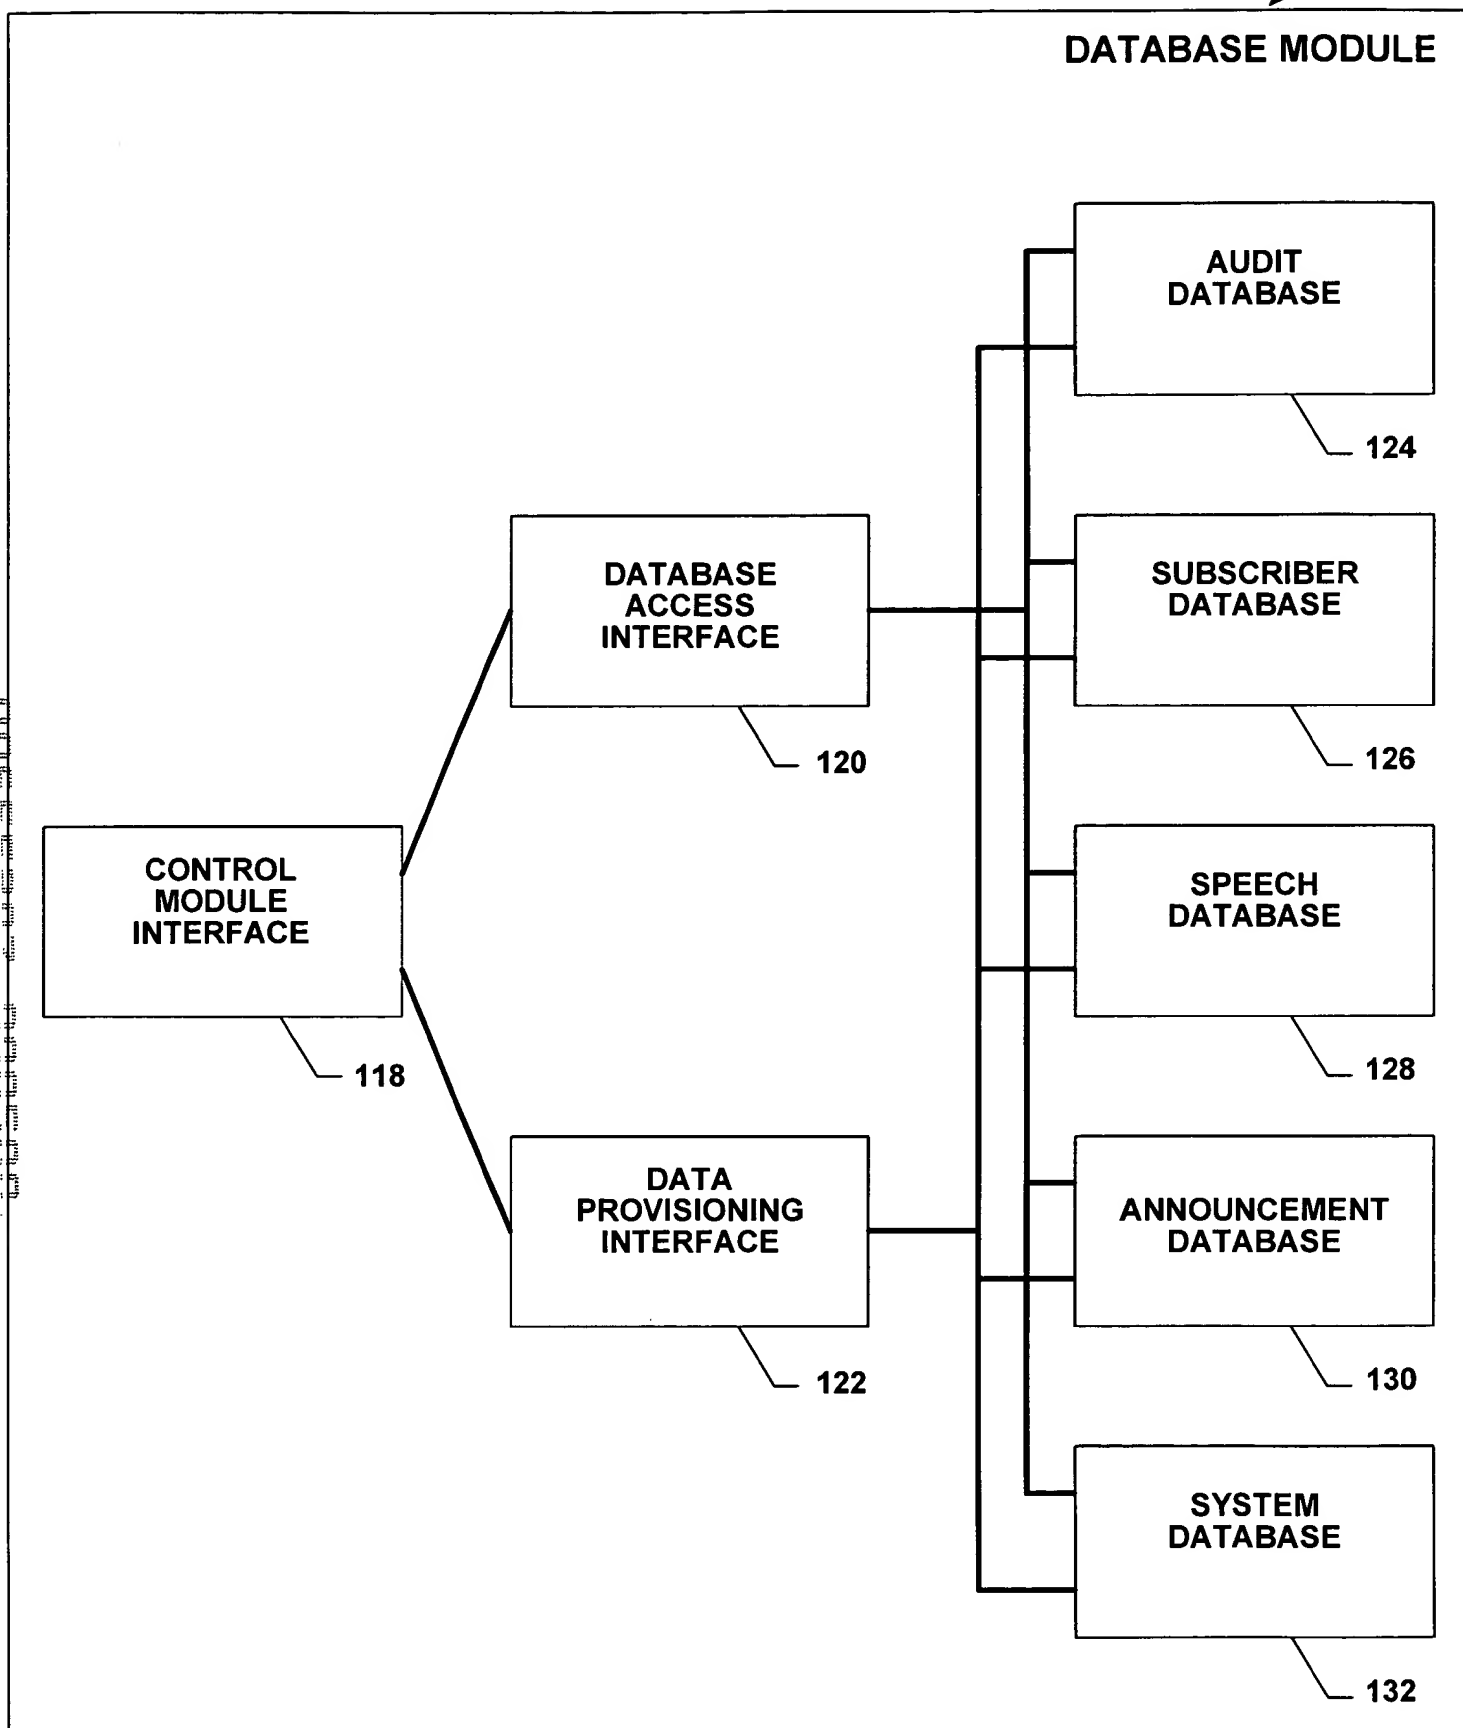 DATABASE MODULE
AUDIT
DATABASE
124
DATABASE
ACCESS
INTERFACE
120
SUBSCRIBER
DATABASE
126
CONTROL
MODULE
INTERFACE
118
SPEECH
DATABASE
128
DATA
PROVISIONING
INTERFACE
122
ANNOUNCEMENT
DATABASE
130
SYSTEM
DATABASE
132